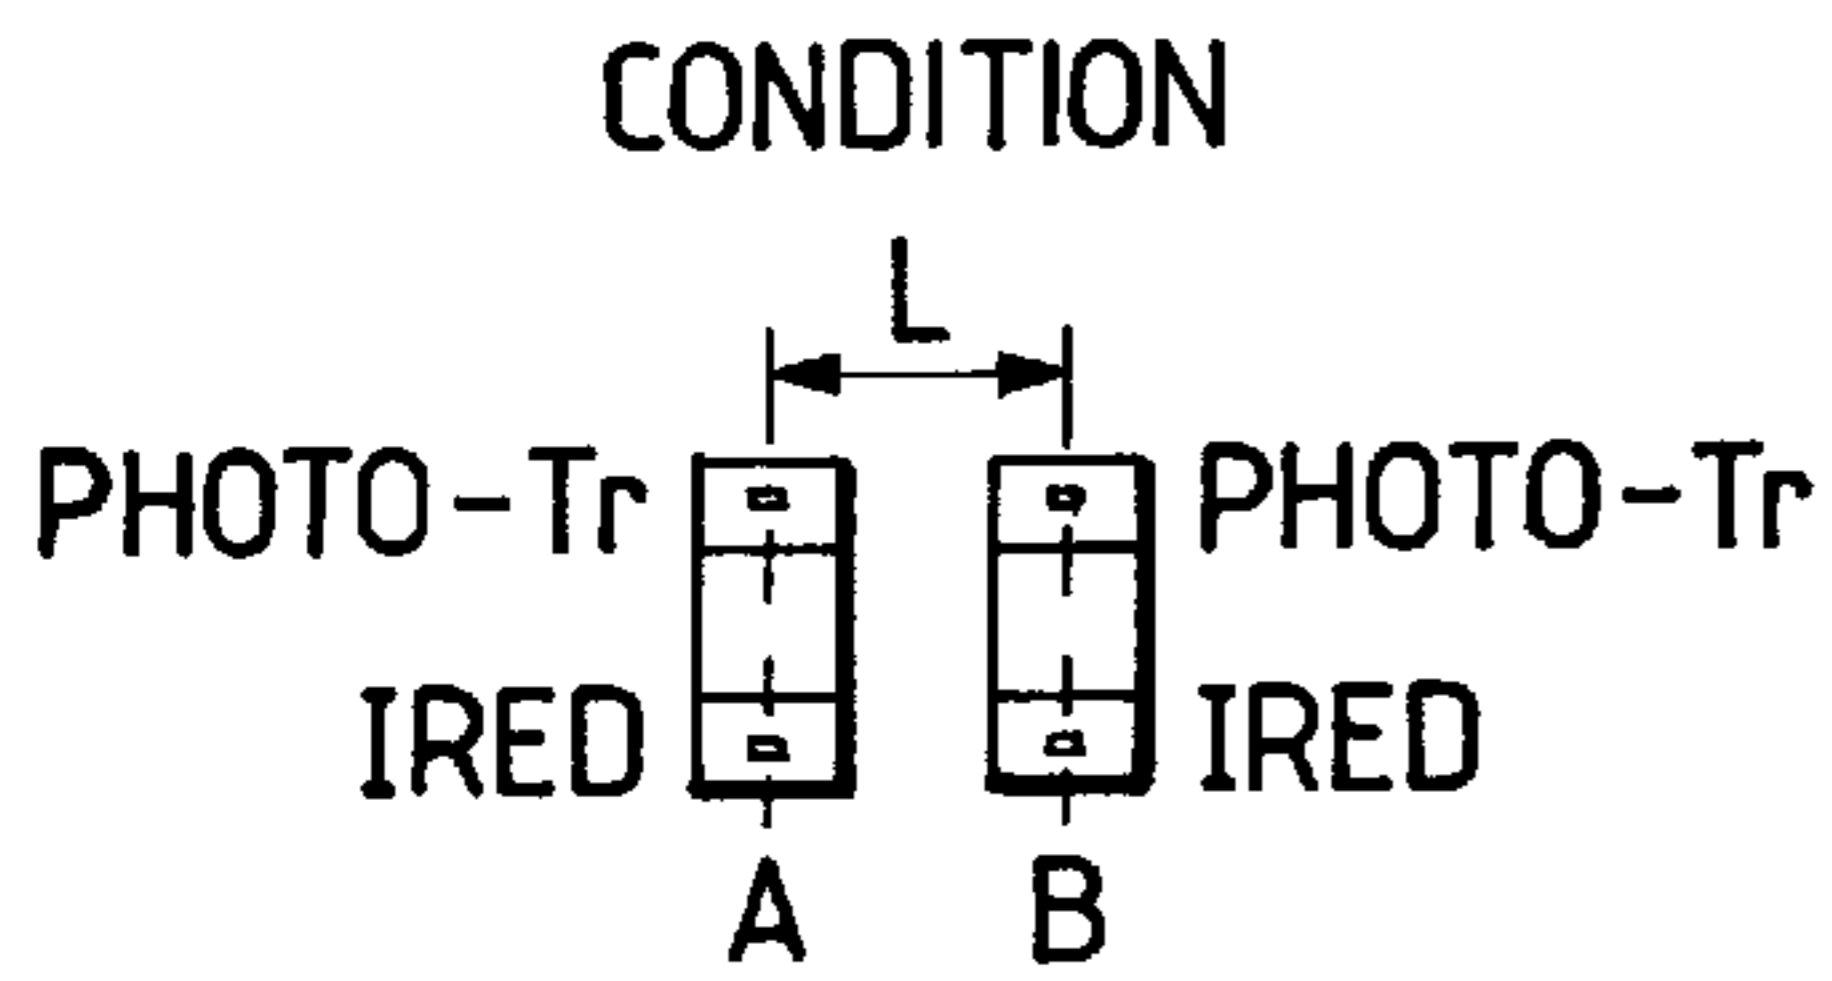 CONDITION
L
PHOTO-Tr PHOTO-Tr
IRED IRED
A B